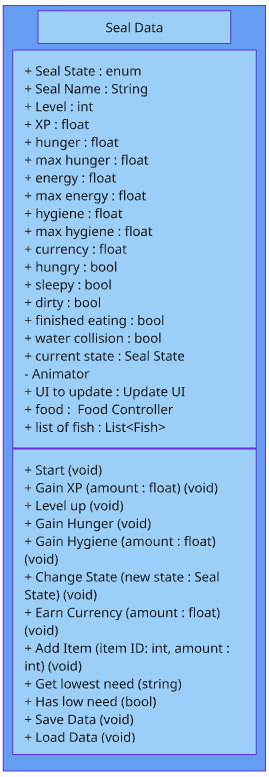 Seal Data
+ Seal State : enum
+ Seal Name : String
+ Level : int
+ XP : float
+ hunger : float
+ max hunger : float
+ energy : float
+ max energy : float
+ hygiene : float
+ max hygiene : float
+ currency : float
+ hungry : bool
+ sleepy : bool
+ dirty : bool
+ finished eating : bool
+ water collision : bool
+ current state : Seal State
- Animator
+ UI to update : Update UI
+ food :  Food Controller
+ list of fish : List<Fish>
+ Start (void)
+ Gain XP (amount : float) (void)
+ Level up (void)
+ Gain Hunger (void)
+ Gain Hygiene (amount : float)
(void)
+ Change State (new state : Seal
State) (void)
+ Earn Currency (amount : float)
(void)
+ Add Item (item ID: int, amount :
int) (void)
+ Get lowest need (string)
+ Has low need (bool)
+ Save Data (void)
+ Load Data (void)